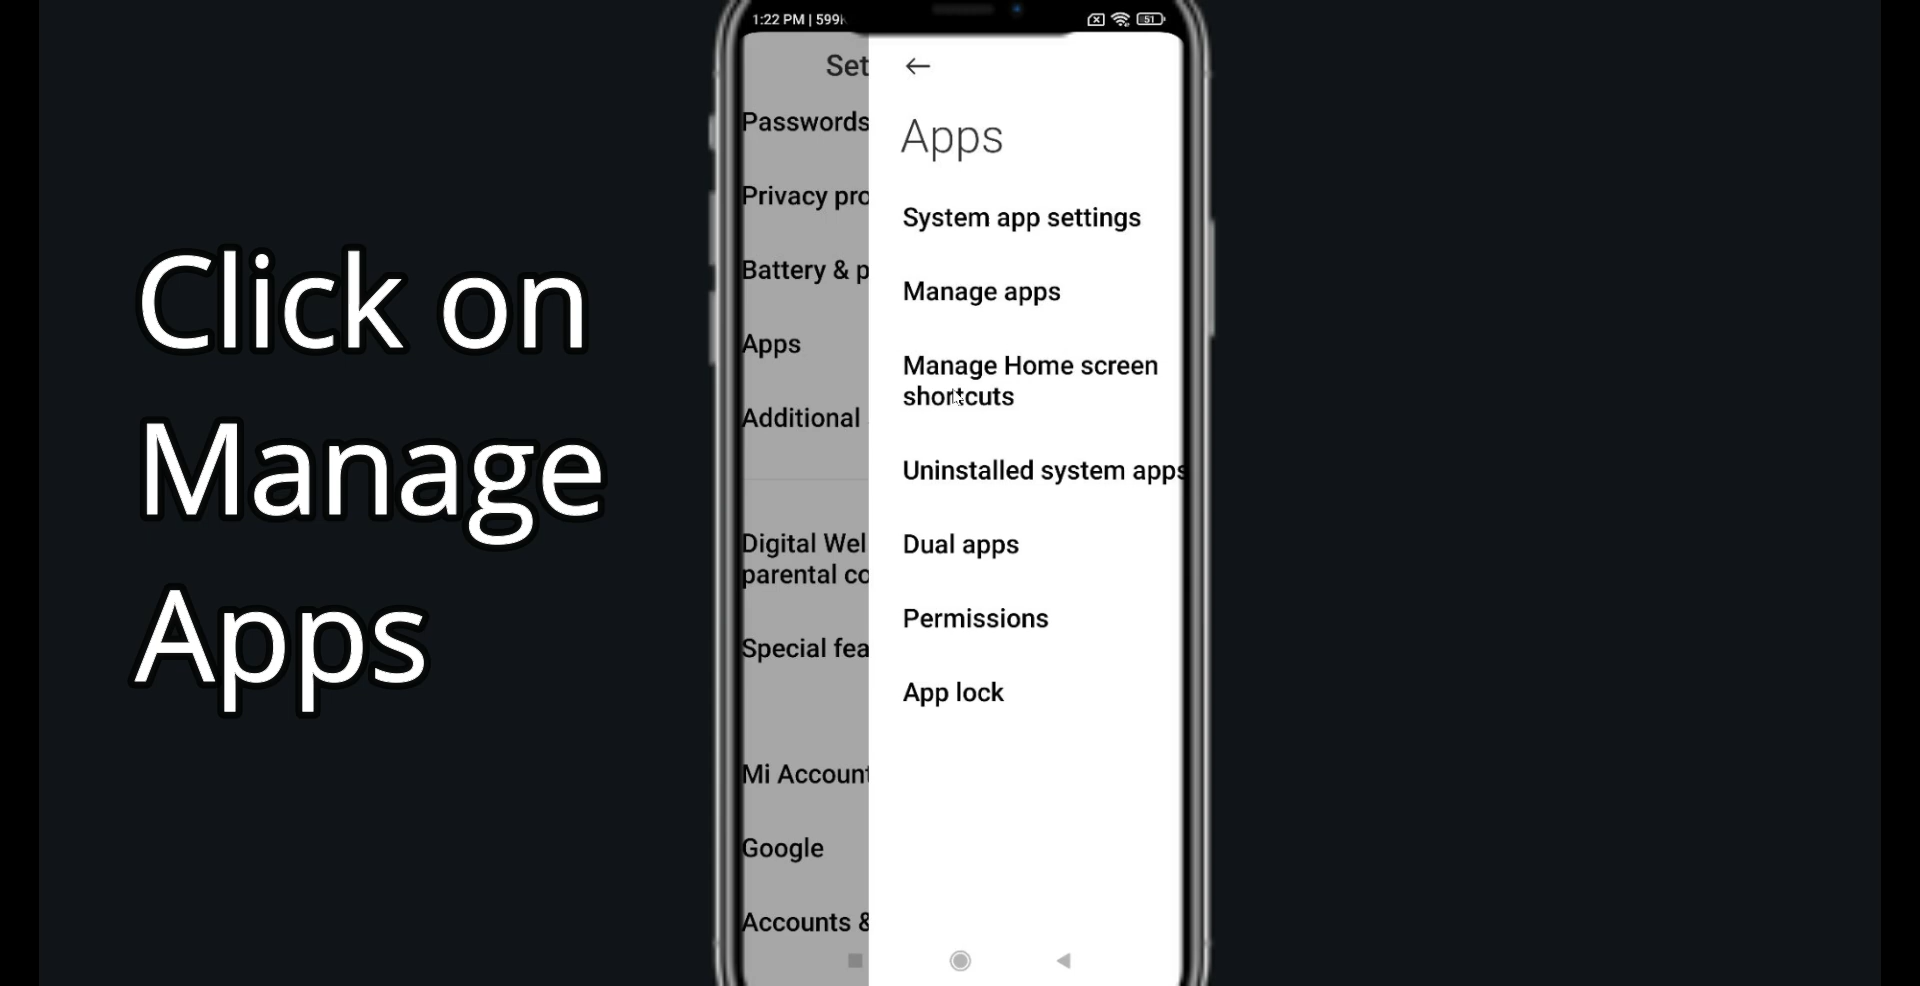 Click on
Manage
Apps
1:22 PM | 599
51
Set
Passwords
Privacy pro
Battery & p
Apps
Additional
Digital Wel
parental co
Special fea
Mi Account
Google
Accounts &
Apps
System app settings
Manage apps
Manage Home screen
shortcuts
Uninstalled system apps
Dual apps
Permissions
App lock